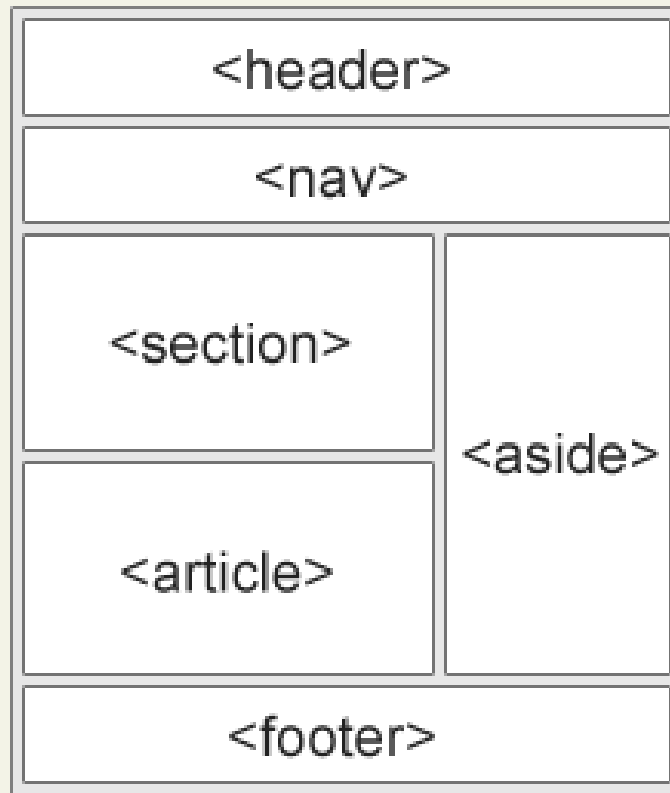 <header>
<nav>
<section>
<aside>
<article>
<footer>